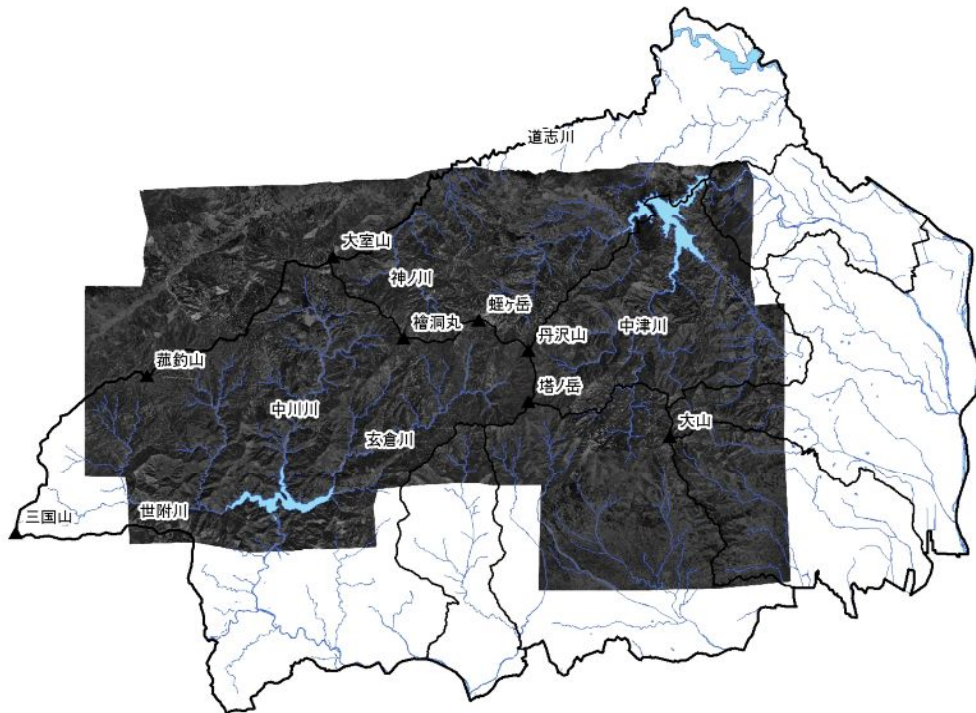 道志川
大室山
神ノ川
蛭ヶ岳
檜洞丸
丹沢山
中津川
菰釣山
塔ノ岳
中川川
大山
玄倉川
世附川
三国山